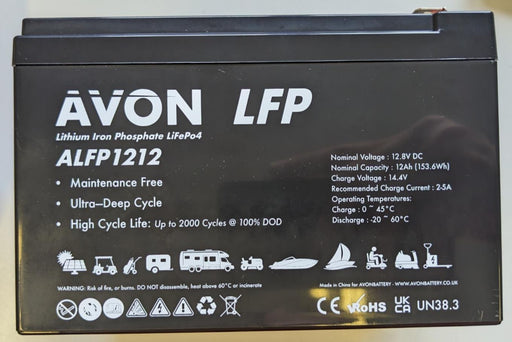 AVON LFP
Lithium Iron Phosphate LiFePo4
ALFP1212
• Maintenance Free
• Ultra–Deep Cycle
• High Cycle Life: Up to 2000 Cycles @ 100% DOD
Nominal Voltage : 12.8V DC
Nominal Capacity : 12Ah (153.6Wh)
Charge Voltage : 14.4V
Recommended Charge Current : 2-5A
Operating Temperatures:
Charge : 0 ~ 45°C
Discharge : -20 ~ 60°C
WARNING: Risk of fire, or burns. DO NOT disassemble, heat above 60°C or incinerate
Made in China for AVONBATTERY - WWW.AVONBATTERY.CO.UK
CE RoHS UK CA UN38.3